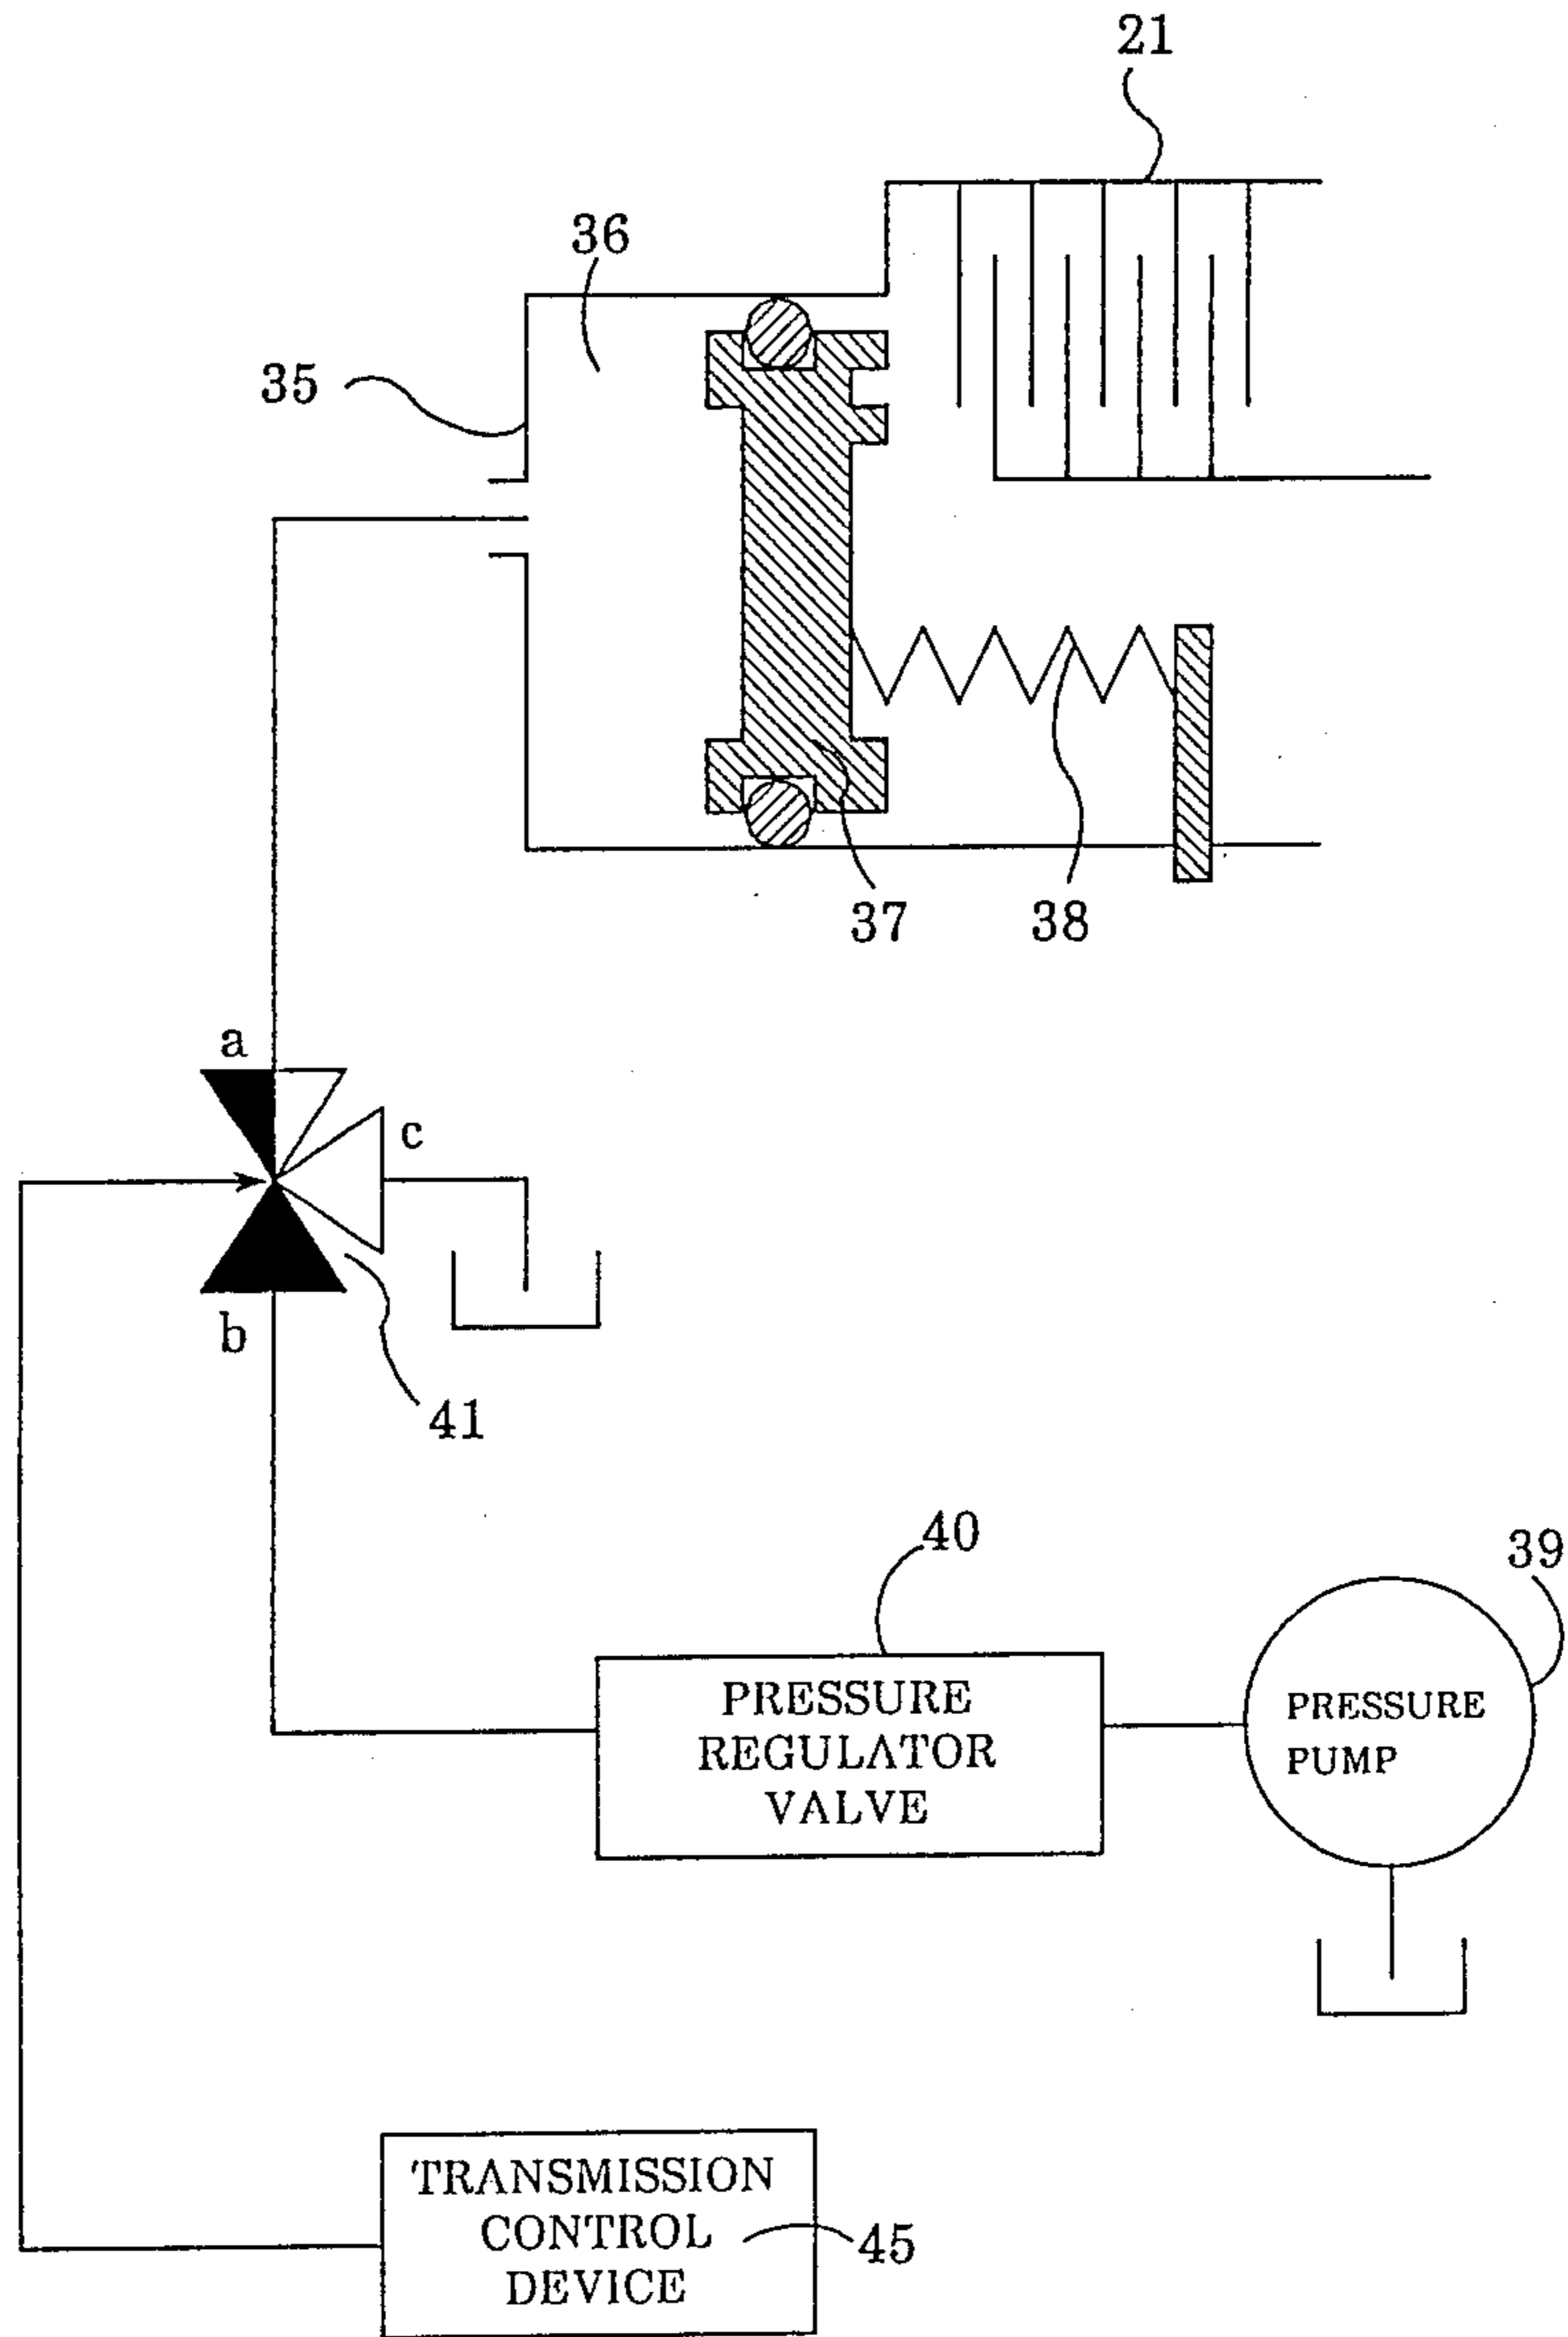 21
36
35
37
38
a
c
b
41
40
39
PRESSURE
REGULATOR
VALVE
PRESSURE
PUMP
TRANSMISSION
CONTROL
DEVICE
45